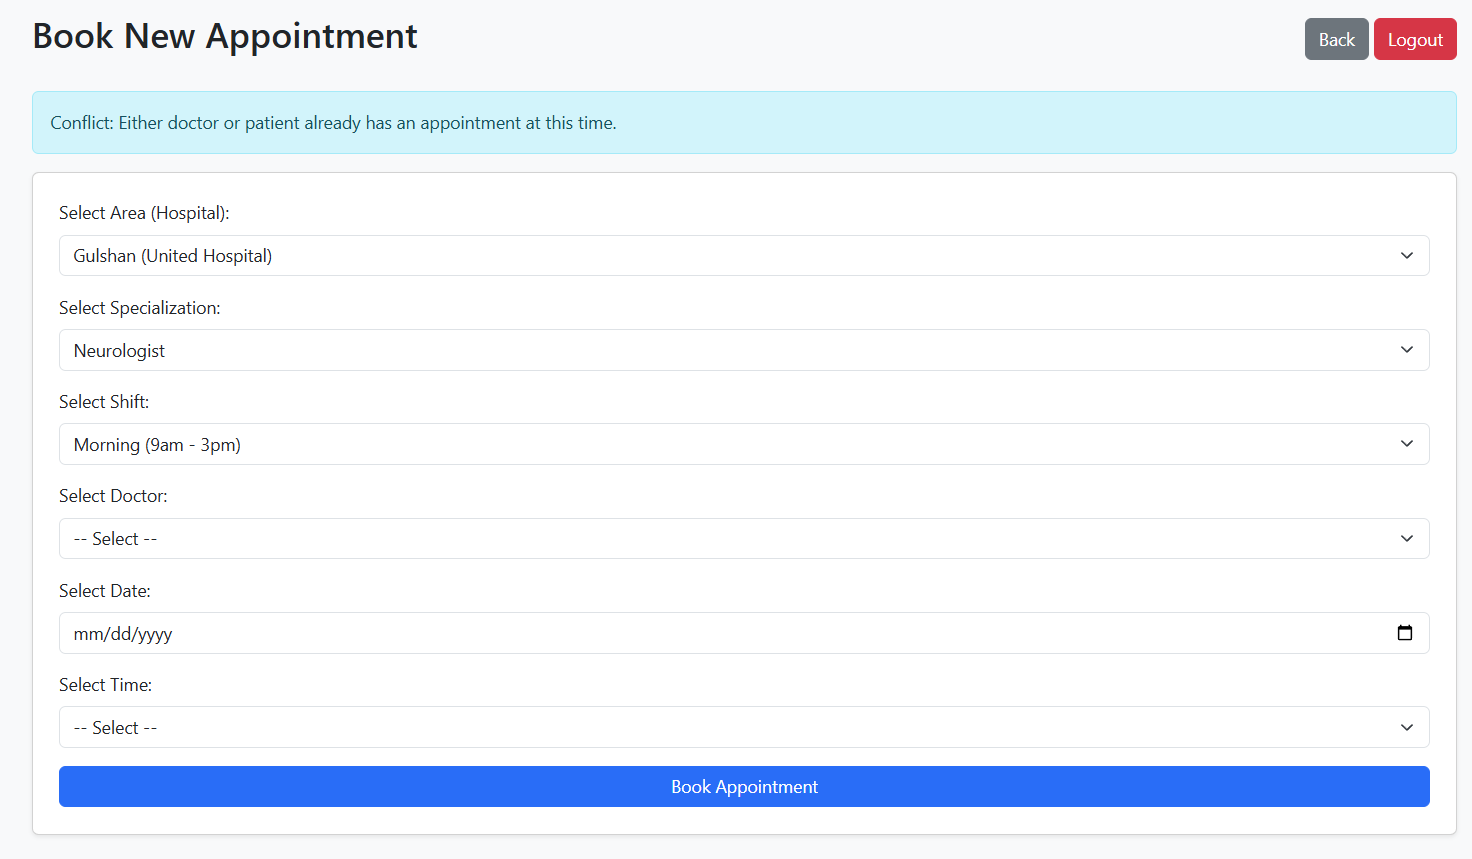 Book New Appointment
Back
Logout
Conflict: Either doctor or patient already has an appointment at this time.
Select Area (Hospital):
Gulshan (United Hospital)
Select Specialization:
Neurologist
Select Shift:
Morning (9am - 3pm)
Select Doctor:
-- Select --
Select Date:
mm/dd/yyyy
Select Time:
-- Select --
Book Appointment